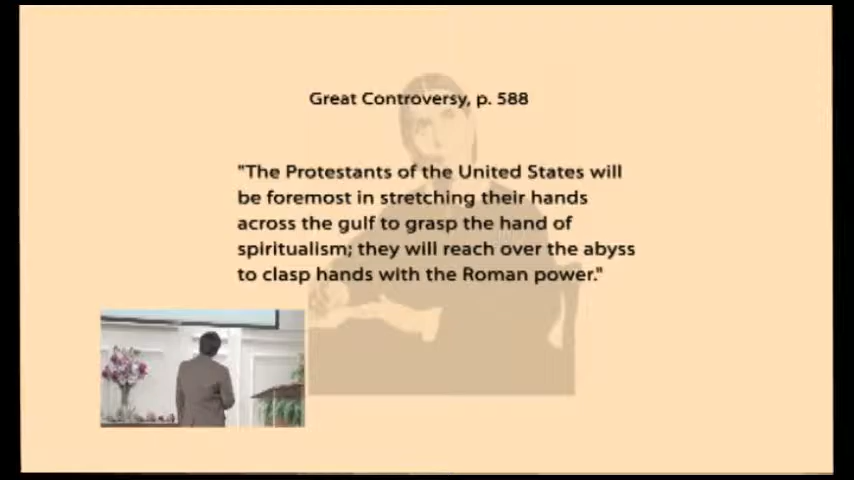 Great Controversy, p. 588
"The Protestants of the United States will
be foremost in stretching their hands
across the gulf to grasp the hand of
spiritualism; they will reach over the abyss
to clasp hands with the Roman power."